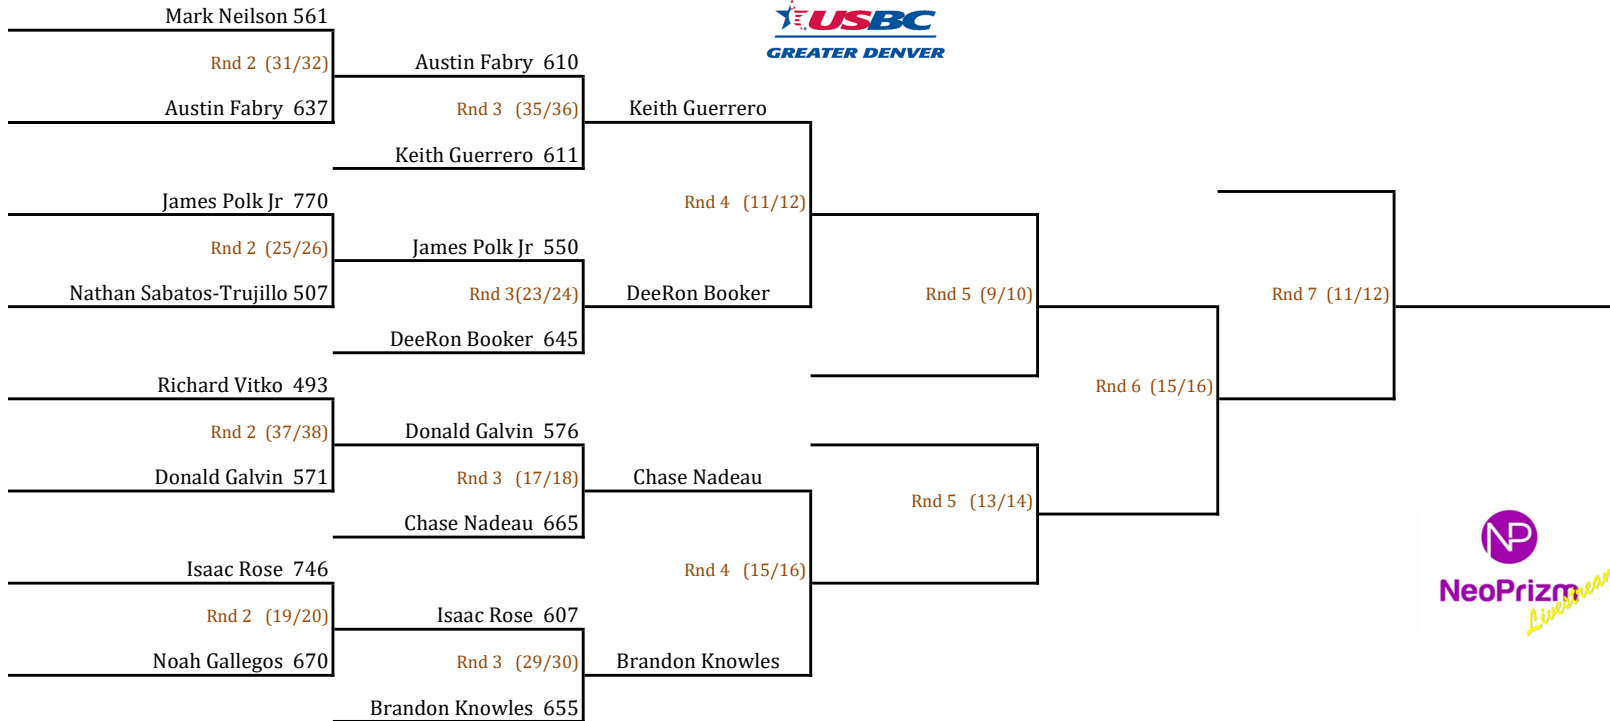 Mark Neilson 561
USBC
GREATER DENVER
Rnd 2 (31/32)
Austin Fabry 610
Austin Fabry 637
Rnd 3 (35/36)
Keith Guerrero
Keith Guerrero 611
James Polk Jr 770
Rnd 4 (11/12)
Rnd 2 (25/26)
James Polk Jr 550
Nathan Sabatos-Trujillo 507
Rnd 3(23/24)
DeeRon Booker
Rnd 5 (9/10)
Rnd 7 (11/12)
DeeRon Booker 645
Richard Vitko 493
Rnd 6 (15/16)
Rnd 2 (37/38)
Donald Galvin 576
Donald Galvin 571
Rnd 3 (17/18)
Chase Nadeau
Rnd 5 (13/14)
Chase Nadeau 665
NP
Isaac Rose 746
Rnd 4 (15/16)
NeoPrizm
Livestream
Rnd 2 (19/20)
Isaac Rose 607
Noah Gallegos 670
Rnd 3 (29/30)
Brandon Knowles
Brandon Knowles 655